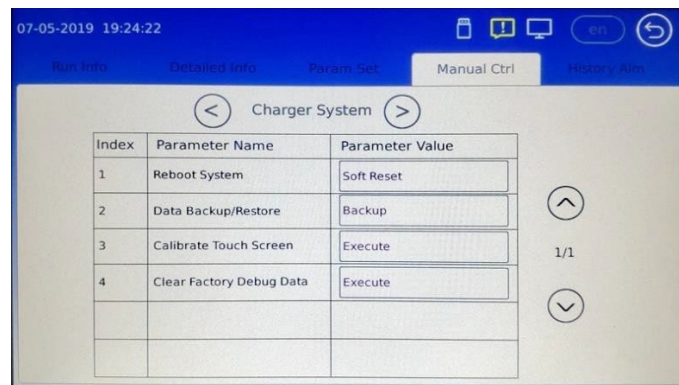 07-05-2019 19:24:22
en
Run Info Detailed Info Param Set Manual Ctrl History Alm
< Charger System >
Index Parameter Name Parameter Value
1 Reboot System Soft Reset
2 Data Backup/Restore Backup
3 Calibrate Touch Screen Execute
1/1
4 Clear Factory Debug Data Execute